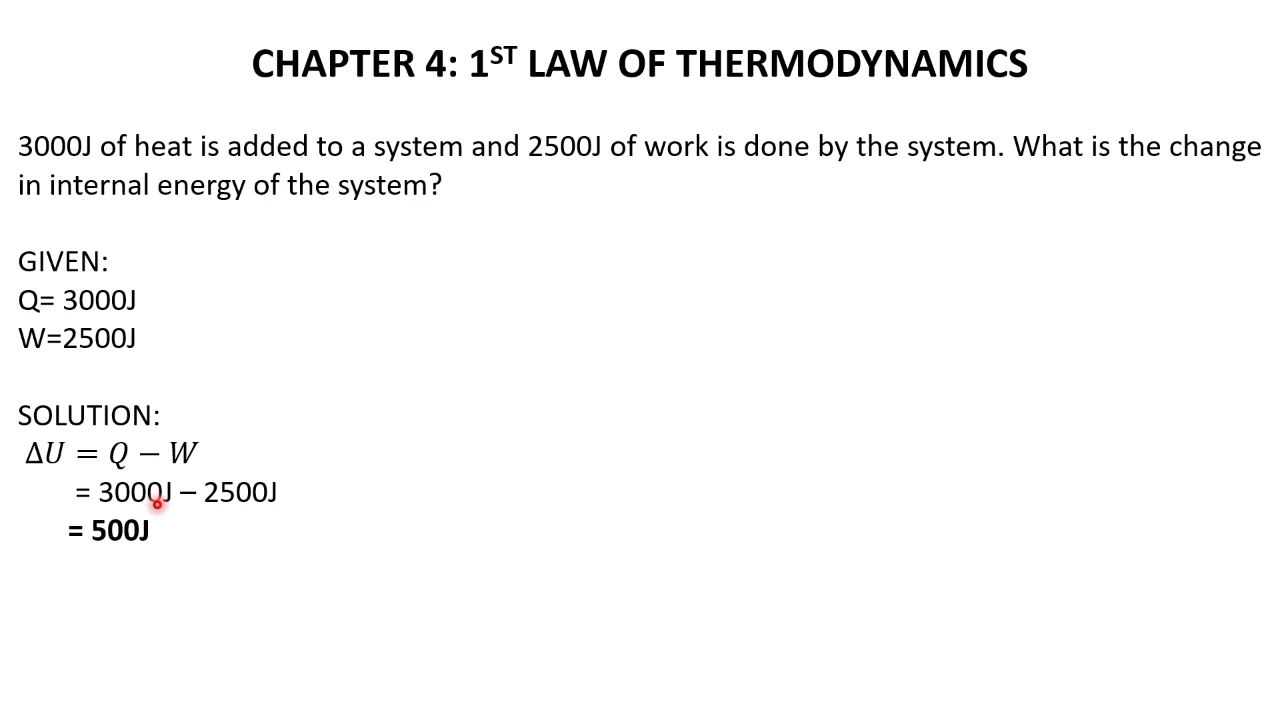 CHAPTER 4: 1ST LAW OF THERMODYNAMICS
3000J of heat is added to a system and 2500J of work is done by the system. What is the change
in internal energy of the system?
GIVEN:
Q= 3000J
W=2500J
SOLUTION:
∆U = Q − W
= 3000J – 2500J
= 500J